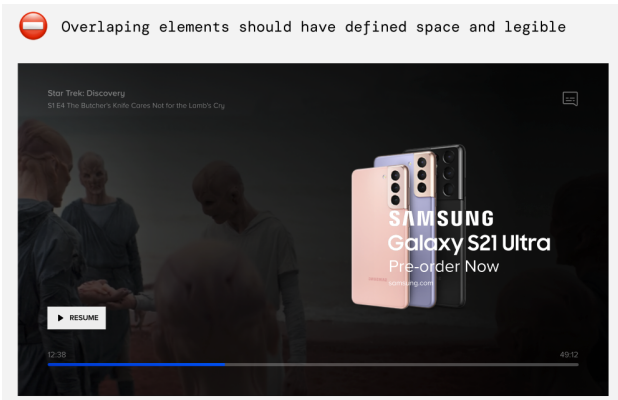 Overlaping elements should have defined space and legible
Star Trek: Discovery
S1 E4 The Butcher's Knife Cares Not for the Lamb's Cry
SAMSUNG
Galaxy S21 Ultra
Pre-order Now
samsung.com
RESUME
12:38
49:12